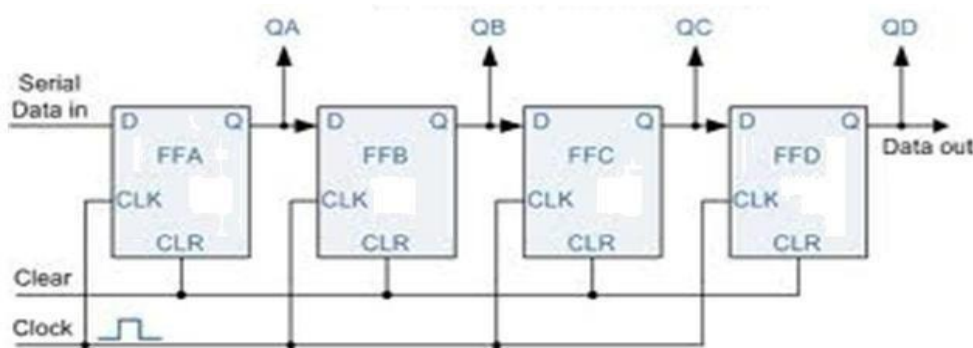 QA QB QC QD
Serial
Data in
D Q D Q D Q D Q
FFA FFB FFC FFD
Data out
CLK CLK CLK CLK
CLR CLR CLR CLR
Clear
Clock